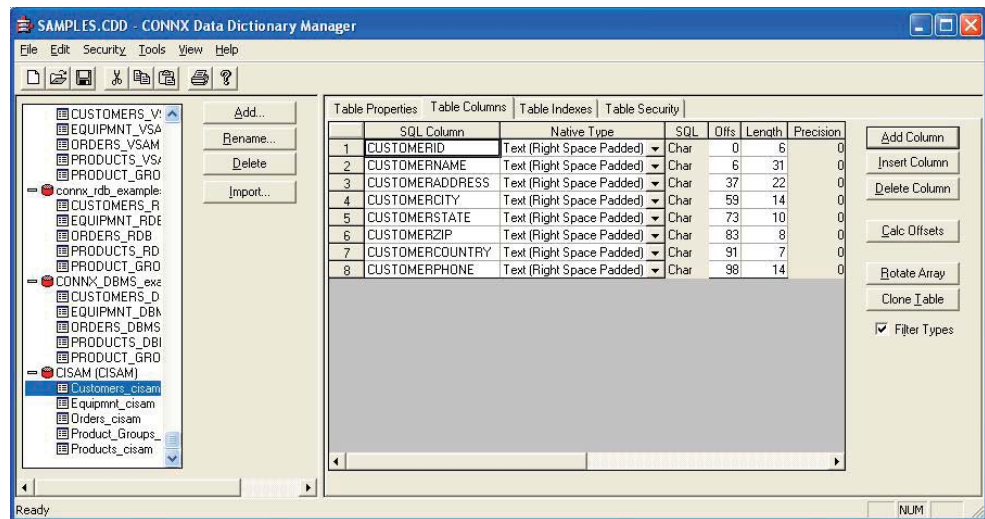 SAMPLES.CDD - CONNX Data Dictionary Manager
File Edit Security Tools View Help
CUSTOMERS_V
EQUIPMNT_VSA
ORDERS_VSAM
PRODUCTS_VSA
PRODUCT_GRO
connx_rdb_example
CUSTOMERS_R
EQUIPMNT_RDE
ORDERS_RDB
PRODUCTS_RD
PRODUCT_GRO
CONNX_DBMS_exa
CUSTOMERS_D
EQUIPMNT_DBM
ORDERS_DBMS
PRODUCTS_DBI
PRODUCT_GRO
CISAM (CISAM)
Customers_cisam
Equipmnt_cisam
Orders_cisam
Product_Groups_
Products_cisam
Add...
Rename...
Delete
Import...
Table Properties Table Columns Table Indexes Table Security
SQL Column Native Type SQL Offs Length Precision
1 CUSTOMERID Text (Right Space Padded) Char 0 6 0
2 CUSTOMERNAME Text (Right Space Padded) Char 6 31 0
3 CUSTOMERADDRESS Text (Right Space Padded) Char 37 22 0
4 CUSTOMERCITY Text (Right Space Padded) Char 59 14 0
5 CUSTOMERSTATE Text (Right Space Padded) Char 73 10 0
6 CUSTOMERZIP Text (Right Space Padded) Char 83 8 0
7 CUSTOMERCOUNTRY Text (Right Space Padded) Char 91 7 0
8 CUSTOMERPHONE Text (Right Space Padded) Char 98 14 0
Add Column
Insert Column
Delete Column
Calc Offsets
Rotate Array
Clone Table
Filter Types
Ready
NUM